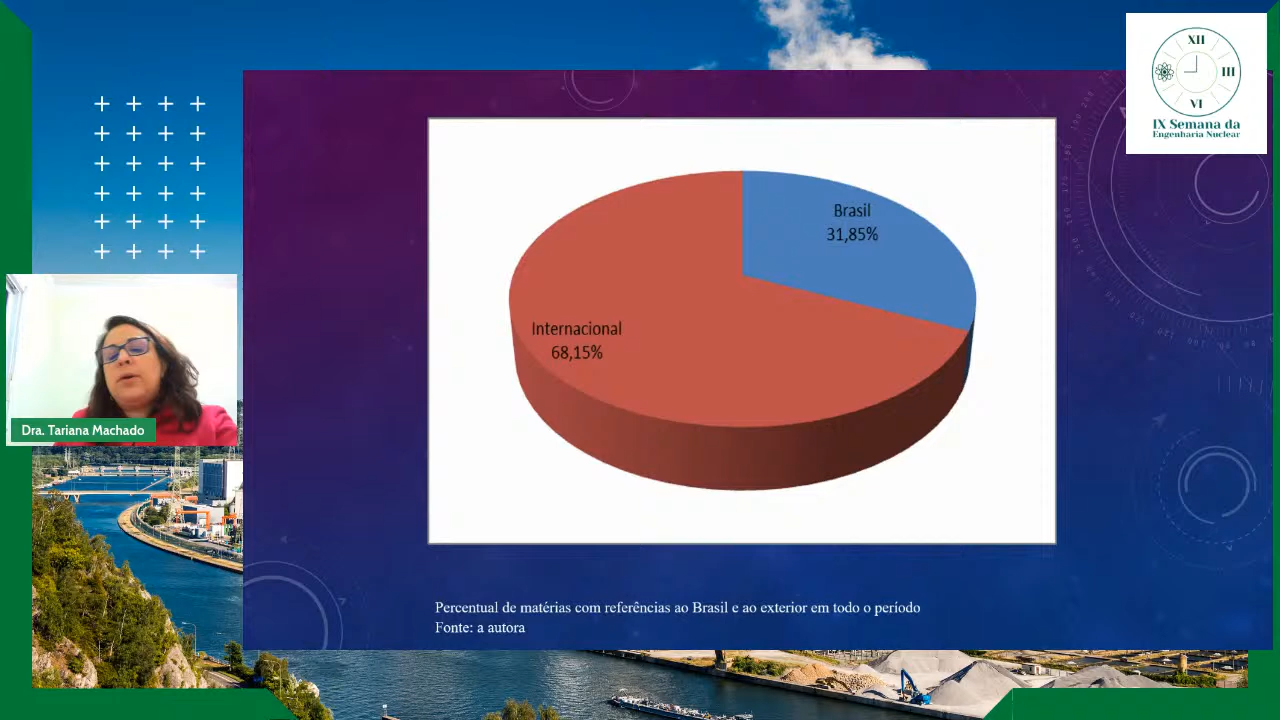 XII
III
VI
IX Semana da
Engenharia Nuclear
Brasil
31,85%
Internacional
68,15%
Dra. Tariana Machado
Percentual de matérias com referências ao Brasil e ao exterior em todo o período
Fonte: a autora